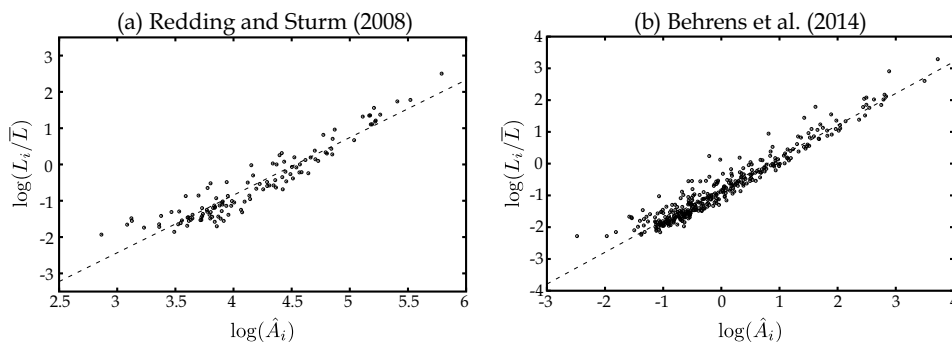 (a) Redding and Sturm (2008)
3
2
1
0
-1
-2
-3
log(L_i/L̅)
2.5 3 3.5 4 4.5 5 5.5 6
log(Â_i)
(b) Behrens et al. (2014)
4
3
2
1
0
-1
-2
-3
-4
log(L_i/L̅)
-3 -2 -1 0 1 2 3 4
log(Â_i)